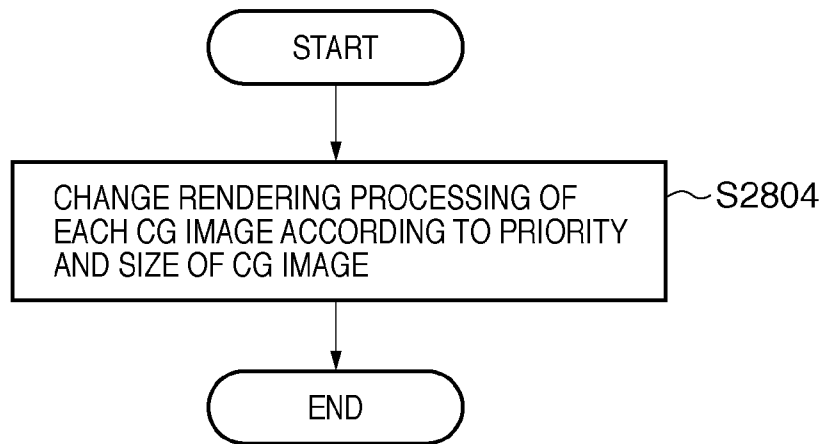 START
CHANGE RENDERING PROCESSING OF
EACH CG IMAGE ACCORDING TO PRIORITY
AND SIZE OF CG IMAGE
S2804
END